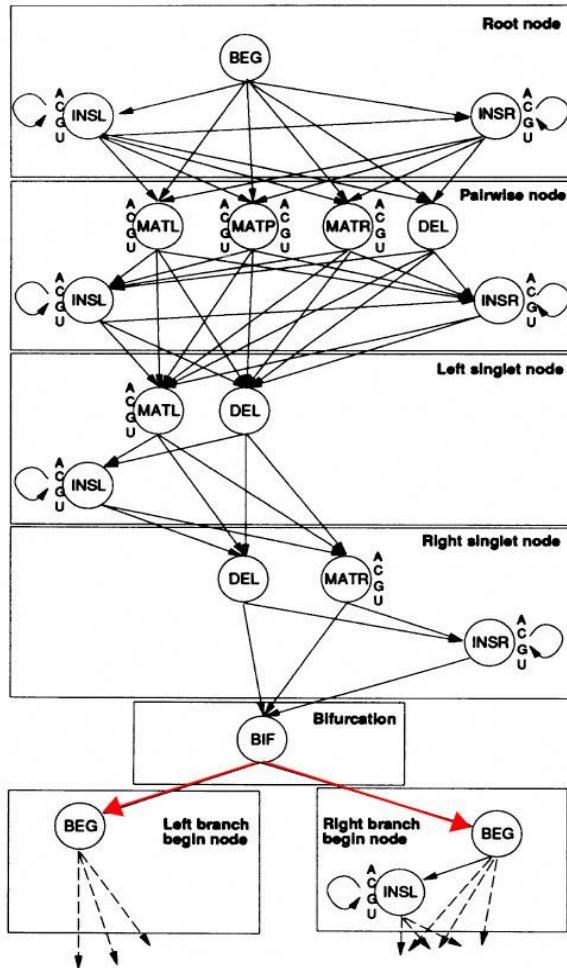 Root node
BEG
A
C
G
U
INSL
INSR
A
C
G
U
Pairwise node
A
C
G
U
MATL
A
C
G
U
MATP
A
C
G
U
MATR
A
C
G
U
DEL
A
C
G
U
INSL
INSR
A
C
G
U
Left singlet node
A
C
G
U
MATL
DEL
A
C
G
U
INSL
Right singlet node
DEL
MATR
A
C
G
U
INSR
A
C
G
U
Bifurcation
BIF
BEG
Left branch
begin node
Right branch
begin node
BEG
A
C
G
U
INSL